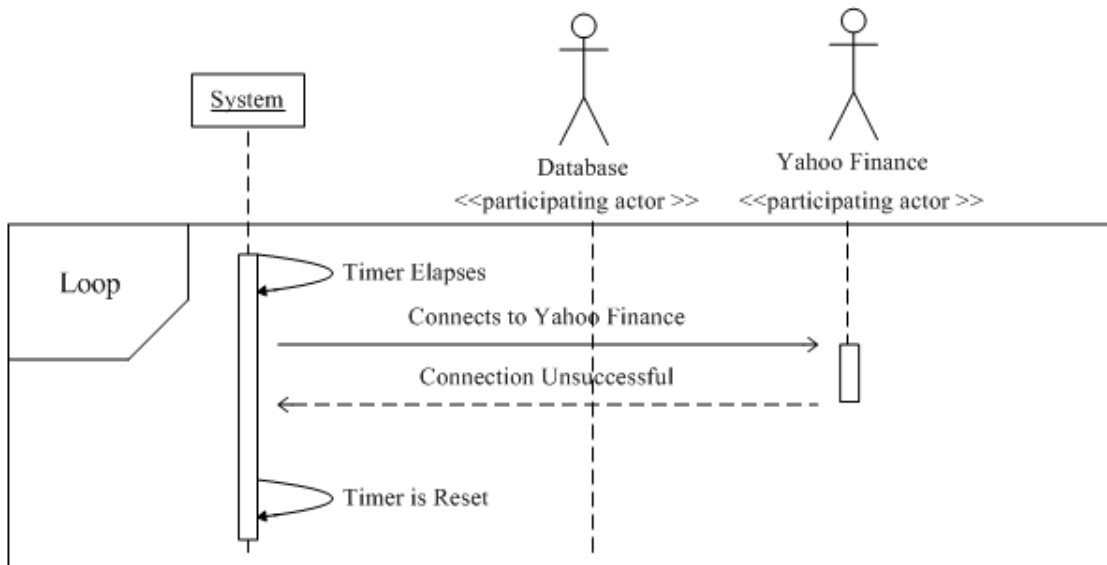 System
Database
<<participating actor >>
Yahoo Finance
<<participating actor >>
Loop
Timer Elapses
Connects to Yahoo Finance
Connection Unsuccessful
Timer is Reset